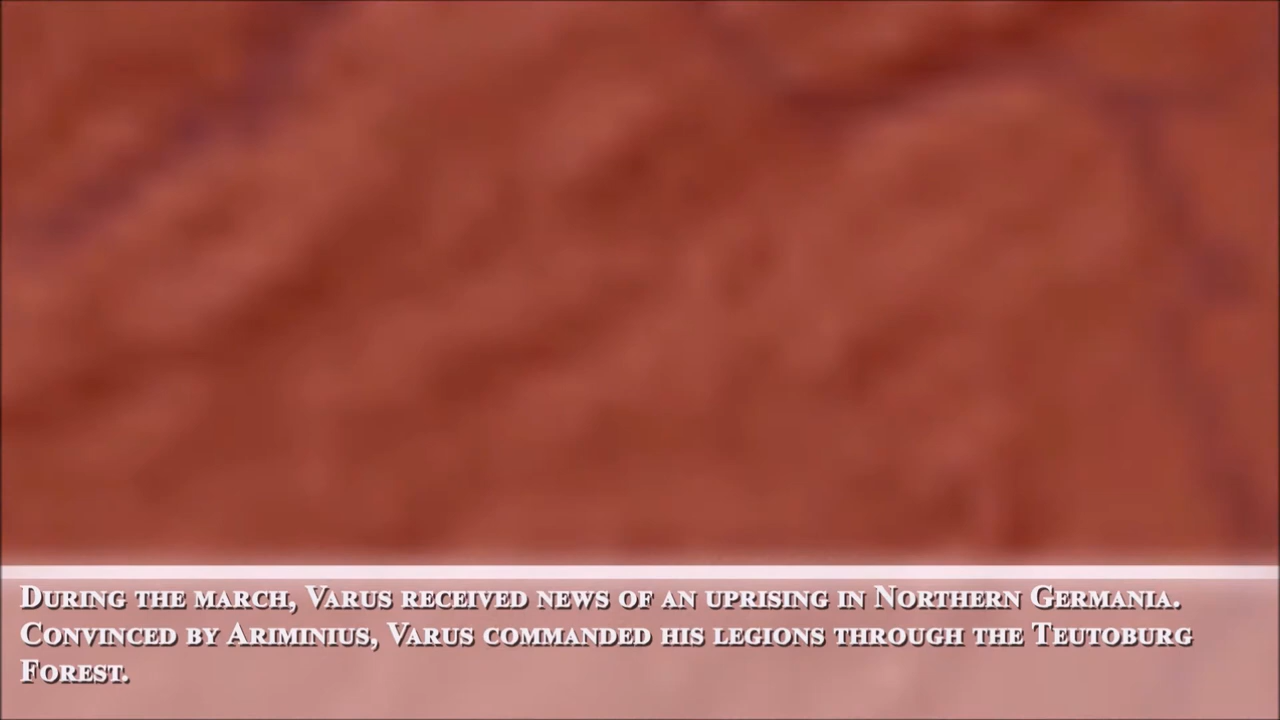 During the march, Varus received news of an uprising in Northern Germania.
Convinced by Ariminius, Varus commanded his legions through the Teutoburg
Forest.